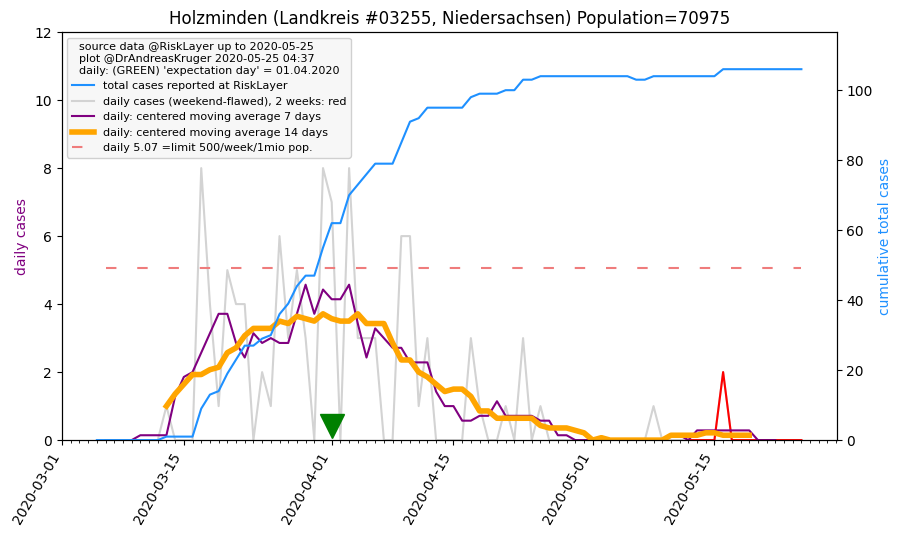 Holzminden (Landkreis #03255, Niedersachsen) Population=70975
source data @RiskLayer up to 2020-05-25
plot @DrAndreasKruger 2020-05-25 04:37
daily: (GREEN) 'expectation day' = 01.04.2020
total cases reported at RiskLayer
daily cases (weekend-flawed), 2 weeks: red
daily: centered moving average 7 days
daily: centered moving average 14 days
daily 5.07 =limit 500/week/1mio pop.
daily cases
12
10
8
6
4
2
0
cumulative total cases
100
80
60
40
20
0
2020-03-01
2020-03-15
2020-04-01
2020-04-15
2020-05-01
2020-05-15